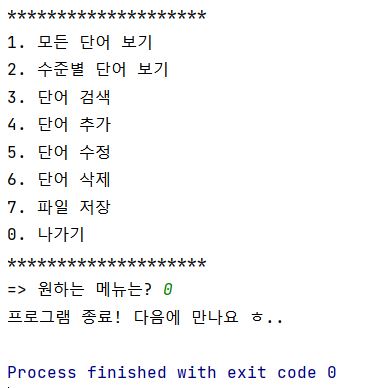 ********************
1. 모든 단어 보기
2. 수준별 단어 보기
3. 단어 검색
4. 단어 추가
5. 단어 수정
6. 단어 삭제
7. 파일 저장
0. 나가기
********************
=> 원하는 메뉴는? 0
프로그램 종료! 다음에 만나요 ㅎ..
Process finished with exit code 0